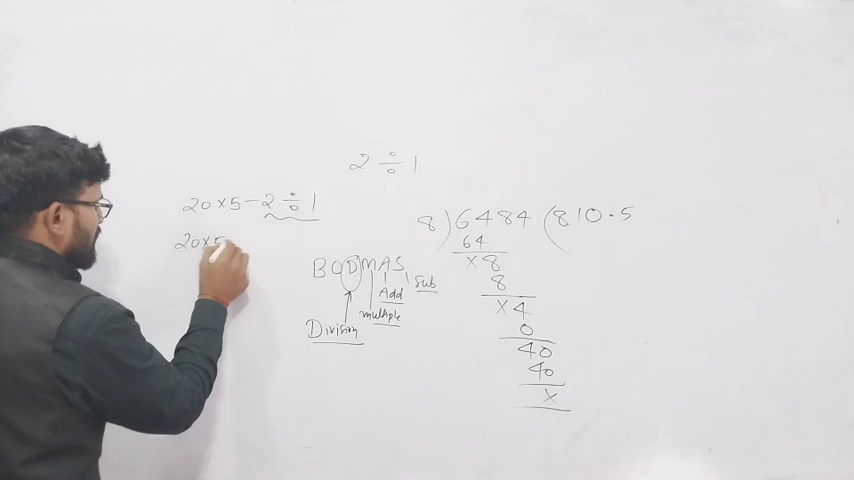 2 ÷ 1
20 × 5 - 2 ÷ 1
20 × 5
BODMAS
Sub
Add
multiple
Division
8 ) 6484 ( 810.5
64
× 8
8
× 4
0
40
40
×